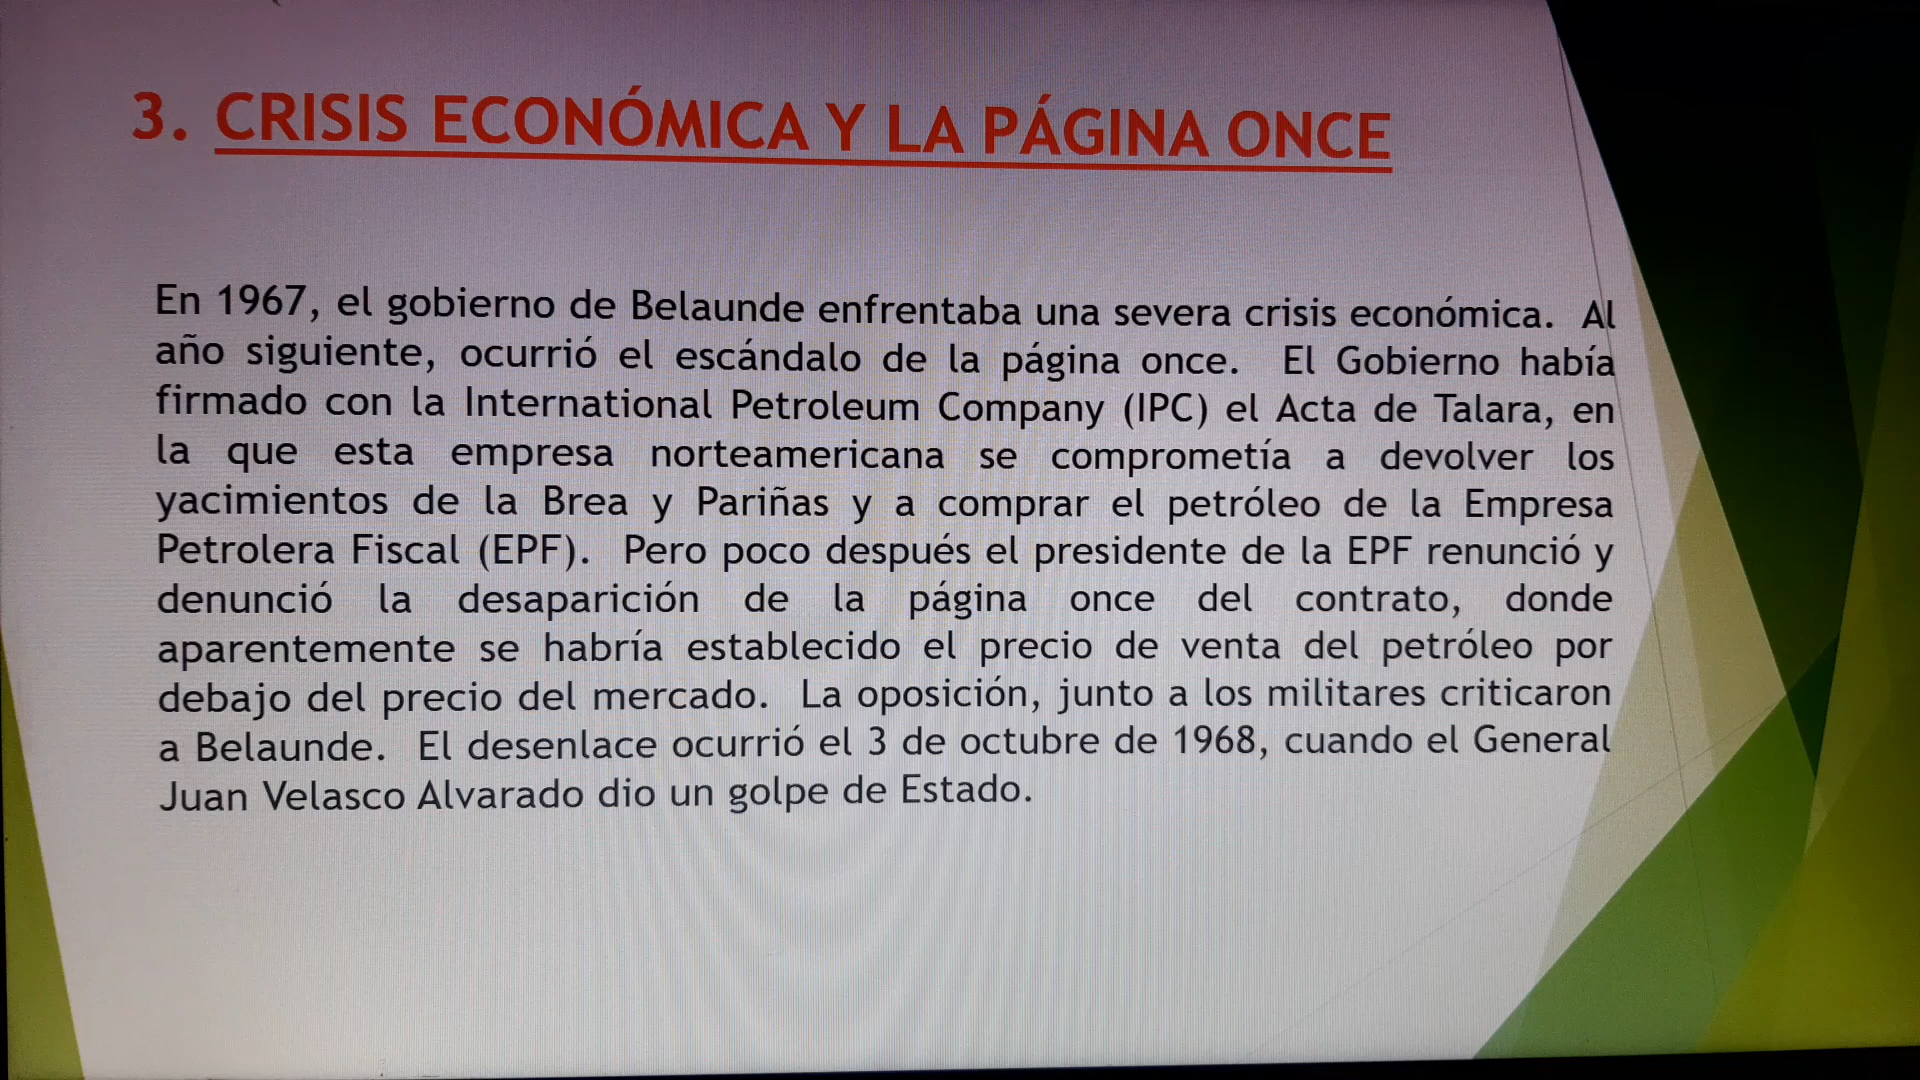 3. CRISIS ECONÓMICA Y LA PÁGINA ONCE
En 1967, el gobierno de Belaunde enfrentaba una severa crisis económica. Al
año siguiente, ocurrió el escándalo de la página once. El Gobierno había
firmado con la International Petroleum Company (IPC) el Acta de Talara, en
la que esta empresa norteamericana se comprometía a devolver los
yacimientos de la Brea y Pariñas y a comprar el petróleo de la Empresa
Petrolera Fiscal (EPF). Pero poco después el presidente de la EPF renunció y
denunció la desaparición de la página once del contrato, donde
aparentemente se habría establecido el precio de venta del petróleo por
debajo del precio del mercado. La oposición, junto a los militares criticaron
a Belaunde. El desenlace ocurrió el 3 de octubre de 1968, cuando el General
Juan Velasco Alvarado dio un golpe de Estado.